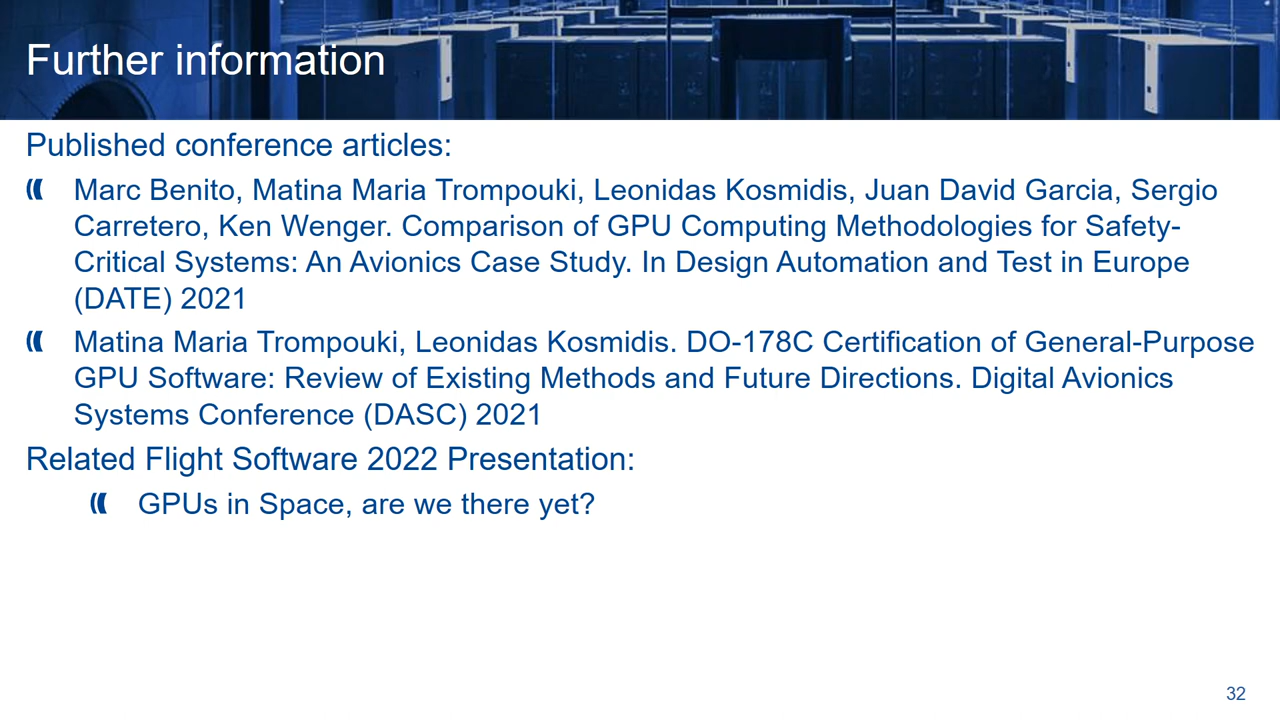 Further information
Published conference articles:
Marc Benito, Matina Maria Trompouki, Leonidas Kosmidis, Juan David Garcia, Sergio
Carretero, Ken Wenger. Comparison of GPU Computing Methodologies for Safety-
Critical Systems: An Avionics Case Study. In Design Automation and Test in Europe
(DATE) 2021
Matina Maria Trompouki, Leonidas Kosmidis. DO-178C Certification of General-Purpose
GPU Software: Review of Existing Methods and Future Directions. Digital Avionics
Systems Conference (DASC) 2021
Related Flight Software 2022 Presentation:
GPUs in Space, are we there yet?
32